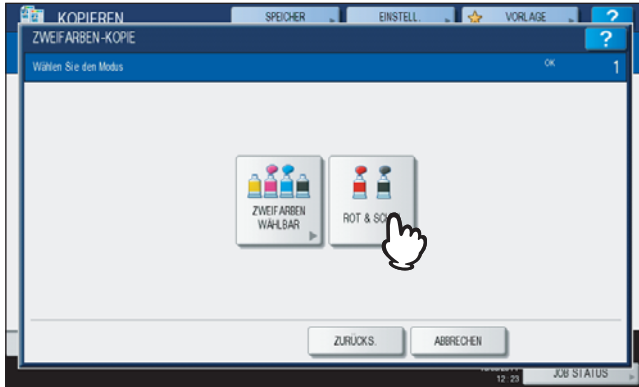 KOPIEREN
SPEICHER
EINSTELL.
VORLAGE
?
ZWEIFARBEN-KOPIE
?
Wählen Sie den Modus
OK
1
ZWEIFARBEN
WÄHLBAR
ROT &
ZURÜCKS.
ABBRECHEN
12:23
JOB STATUS